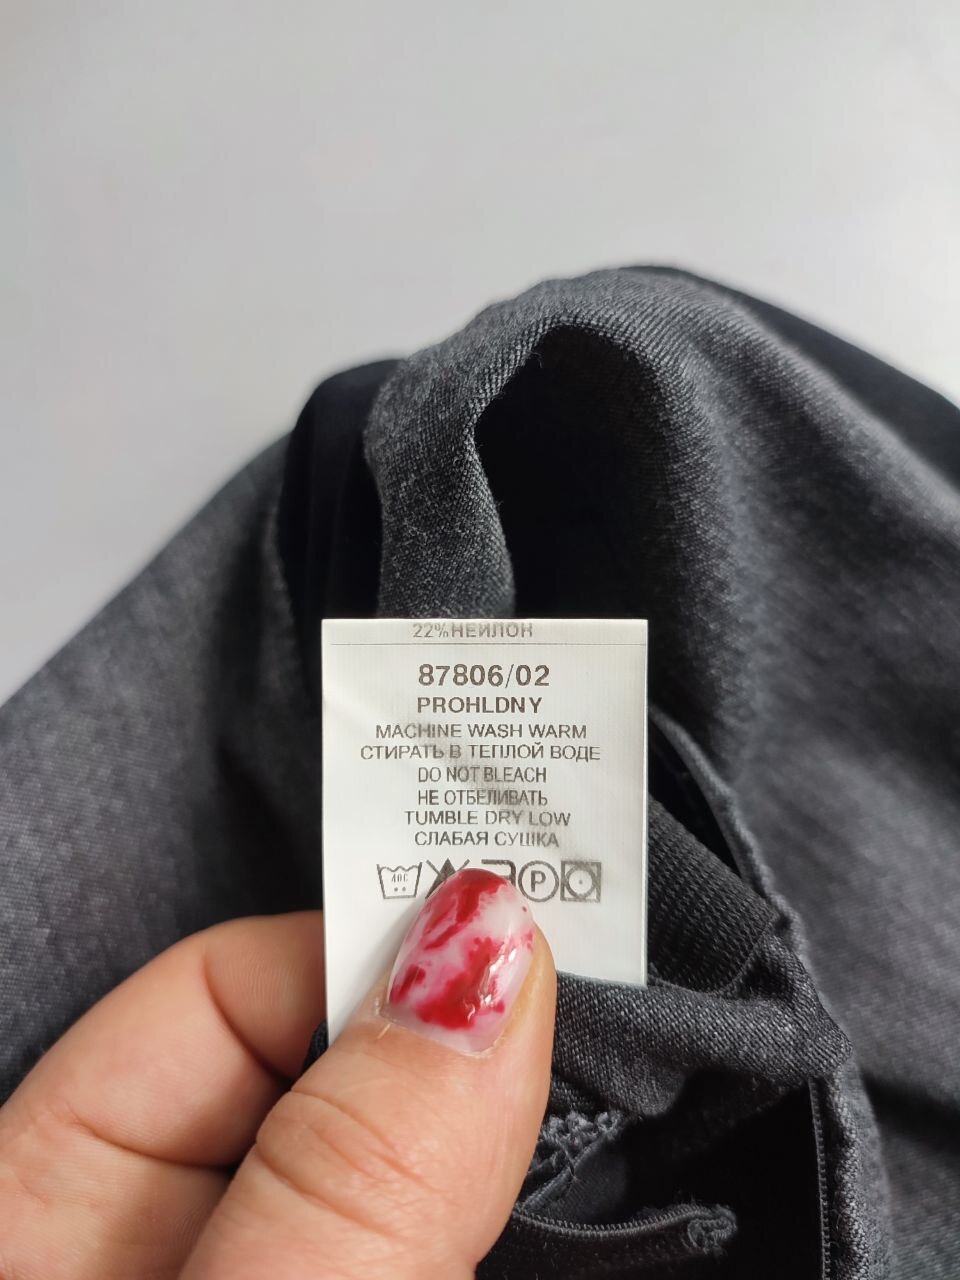 22% НЕЙЛОН
87806/02
PROHLDNY
MACHINE WASH WARM
СТИРАТЬ В ТЕПЛОЙ ВОДЕ
DO NOT BLEACH
НЕ ОТБЕЛИВАТЬ
TUMBLE DRY LOW
СЛАБАЯ СУШКА
40C P